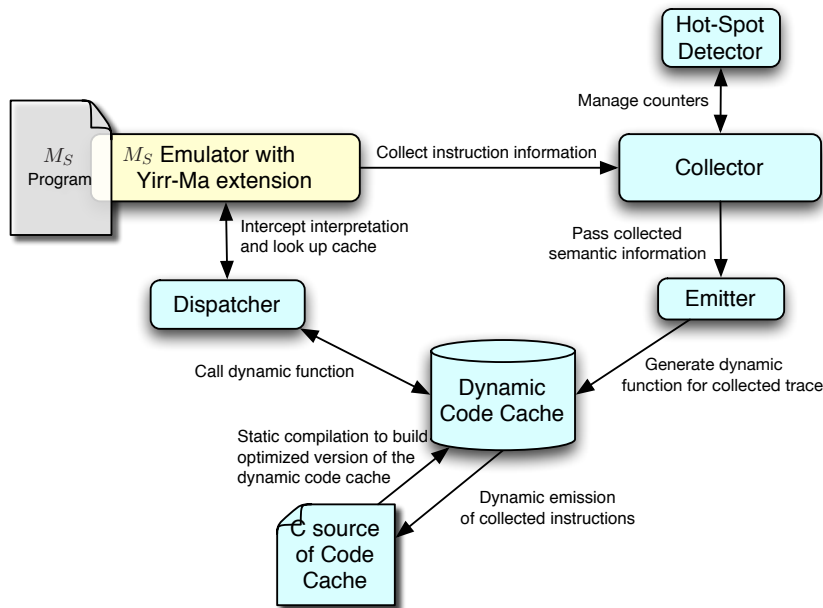 Hot-Spot
Detector
Manage counters
M_S
Program
M_S Emulator with
Yirr-Ma extension
Collect instruction information
Collector
Intercept interpretation
and look up cache
Pass collected
semantic information
Dispatcher
Emitter
Call dynamic function
Dynamic
Code Cache
Generate dynamic
function for collected trace
Static compilation to build
optimized version of the
dynamic code cache
Dynamic emission
of collected instructions
C source
of Code
Cache